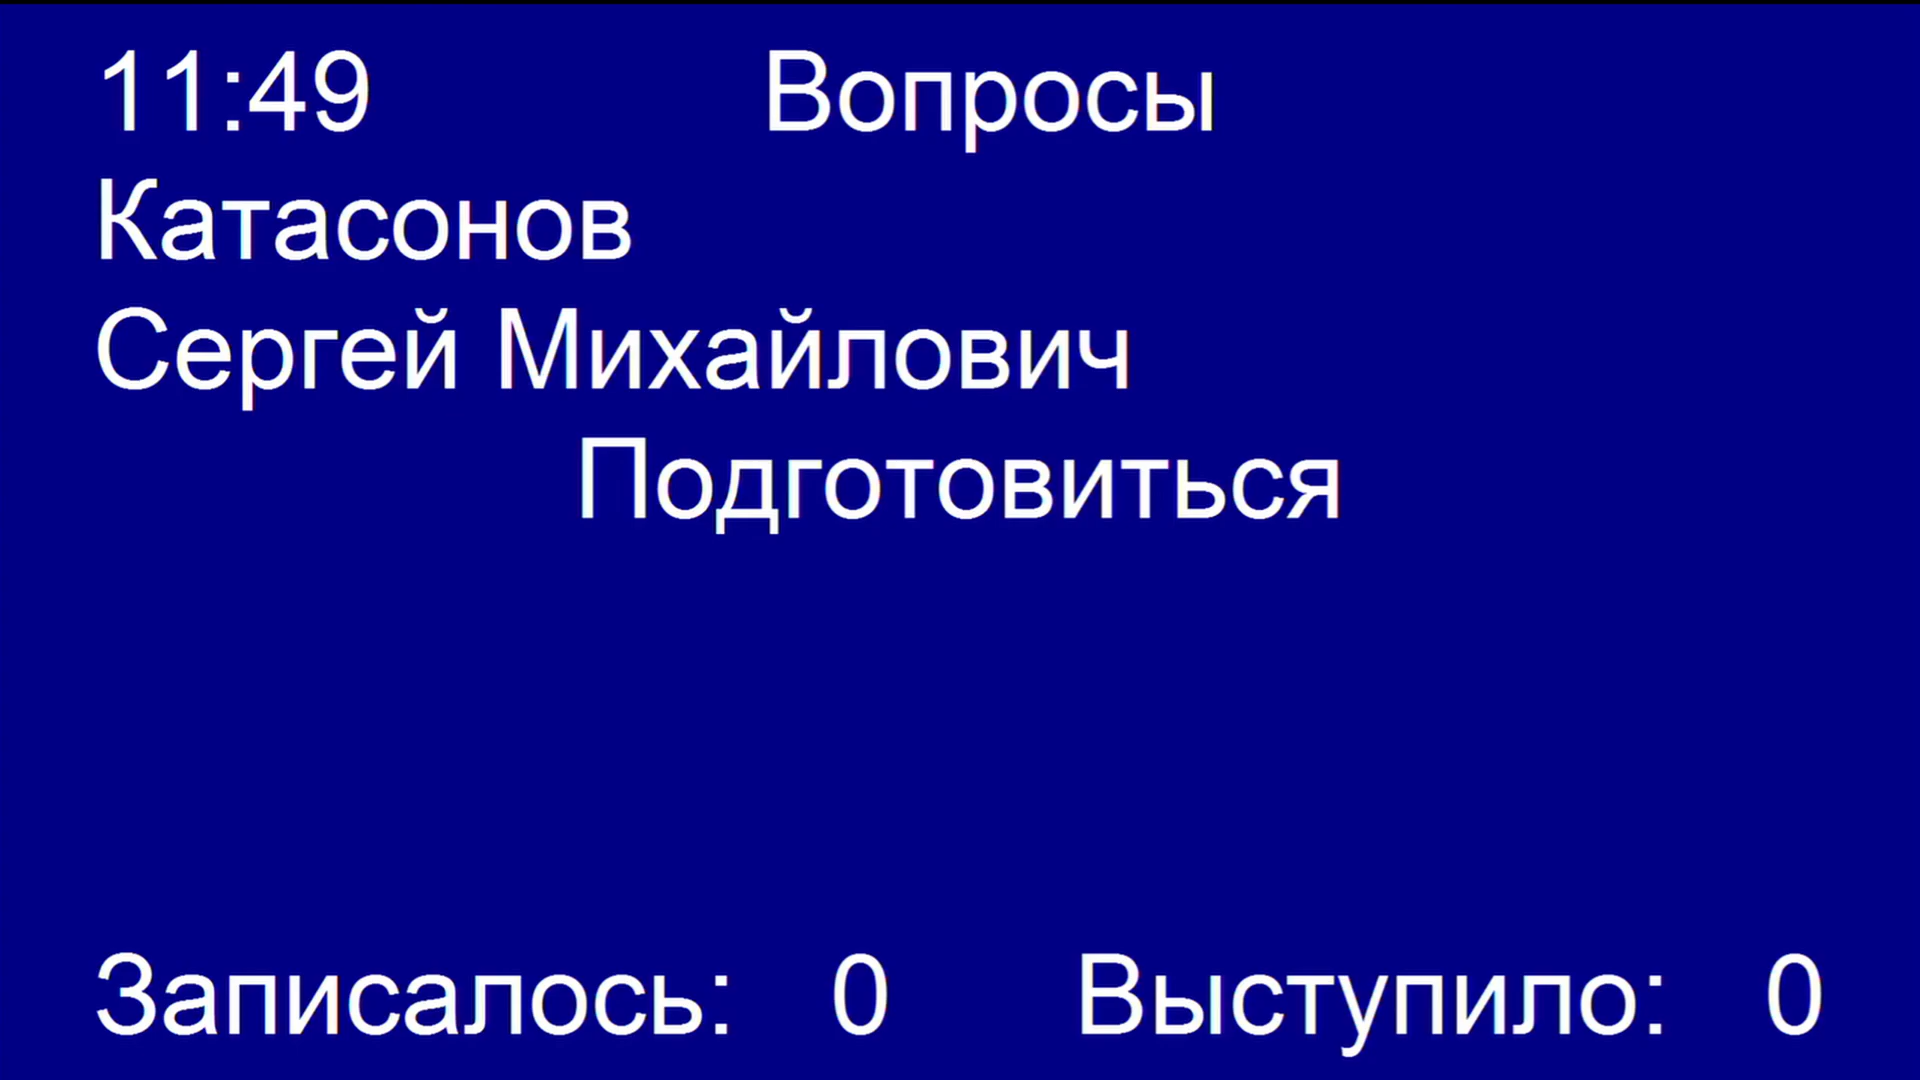 11:49 Вопросы
Катасонов
Сергей Михайлович
Подготовиться
Записалось: 0 Выступило: 0